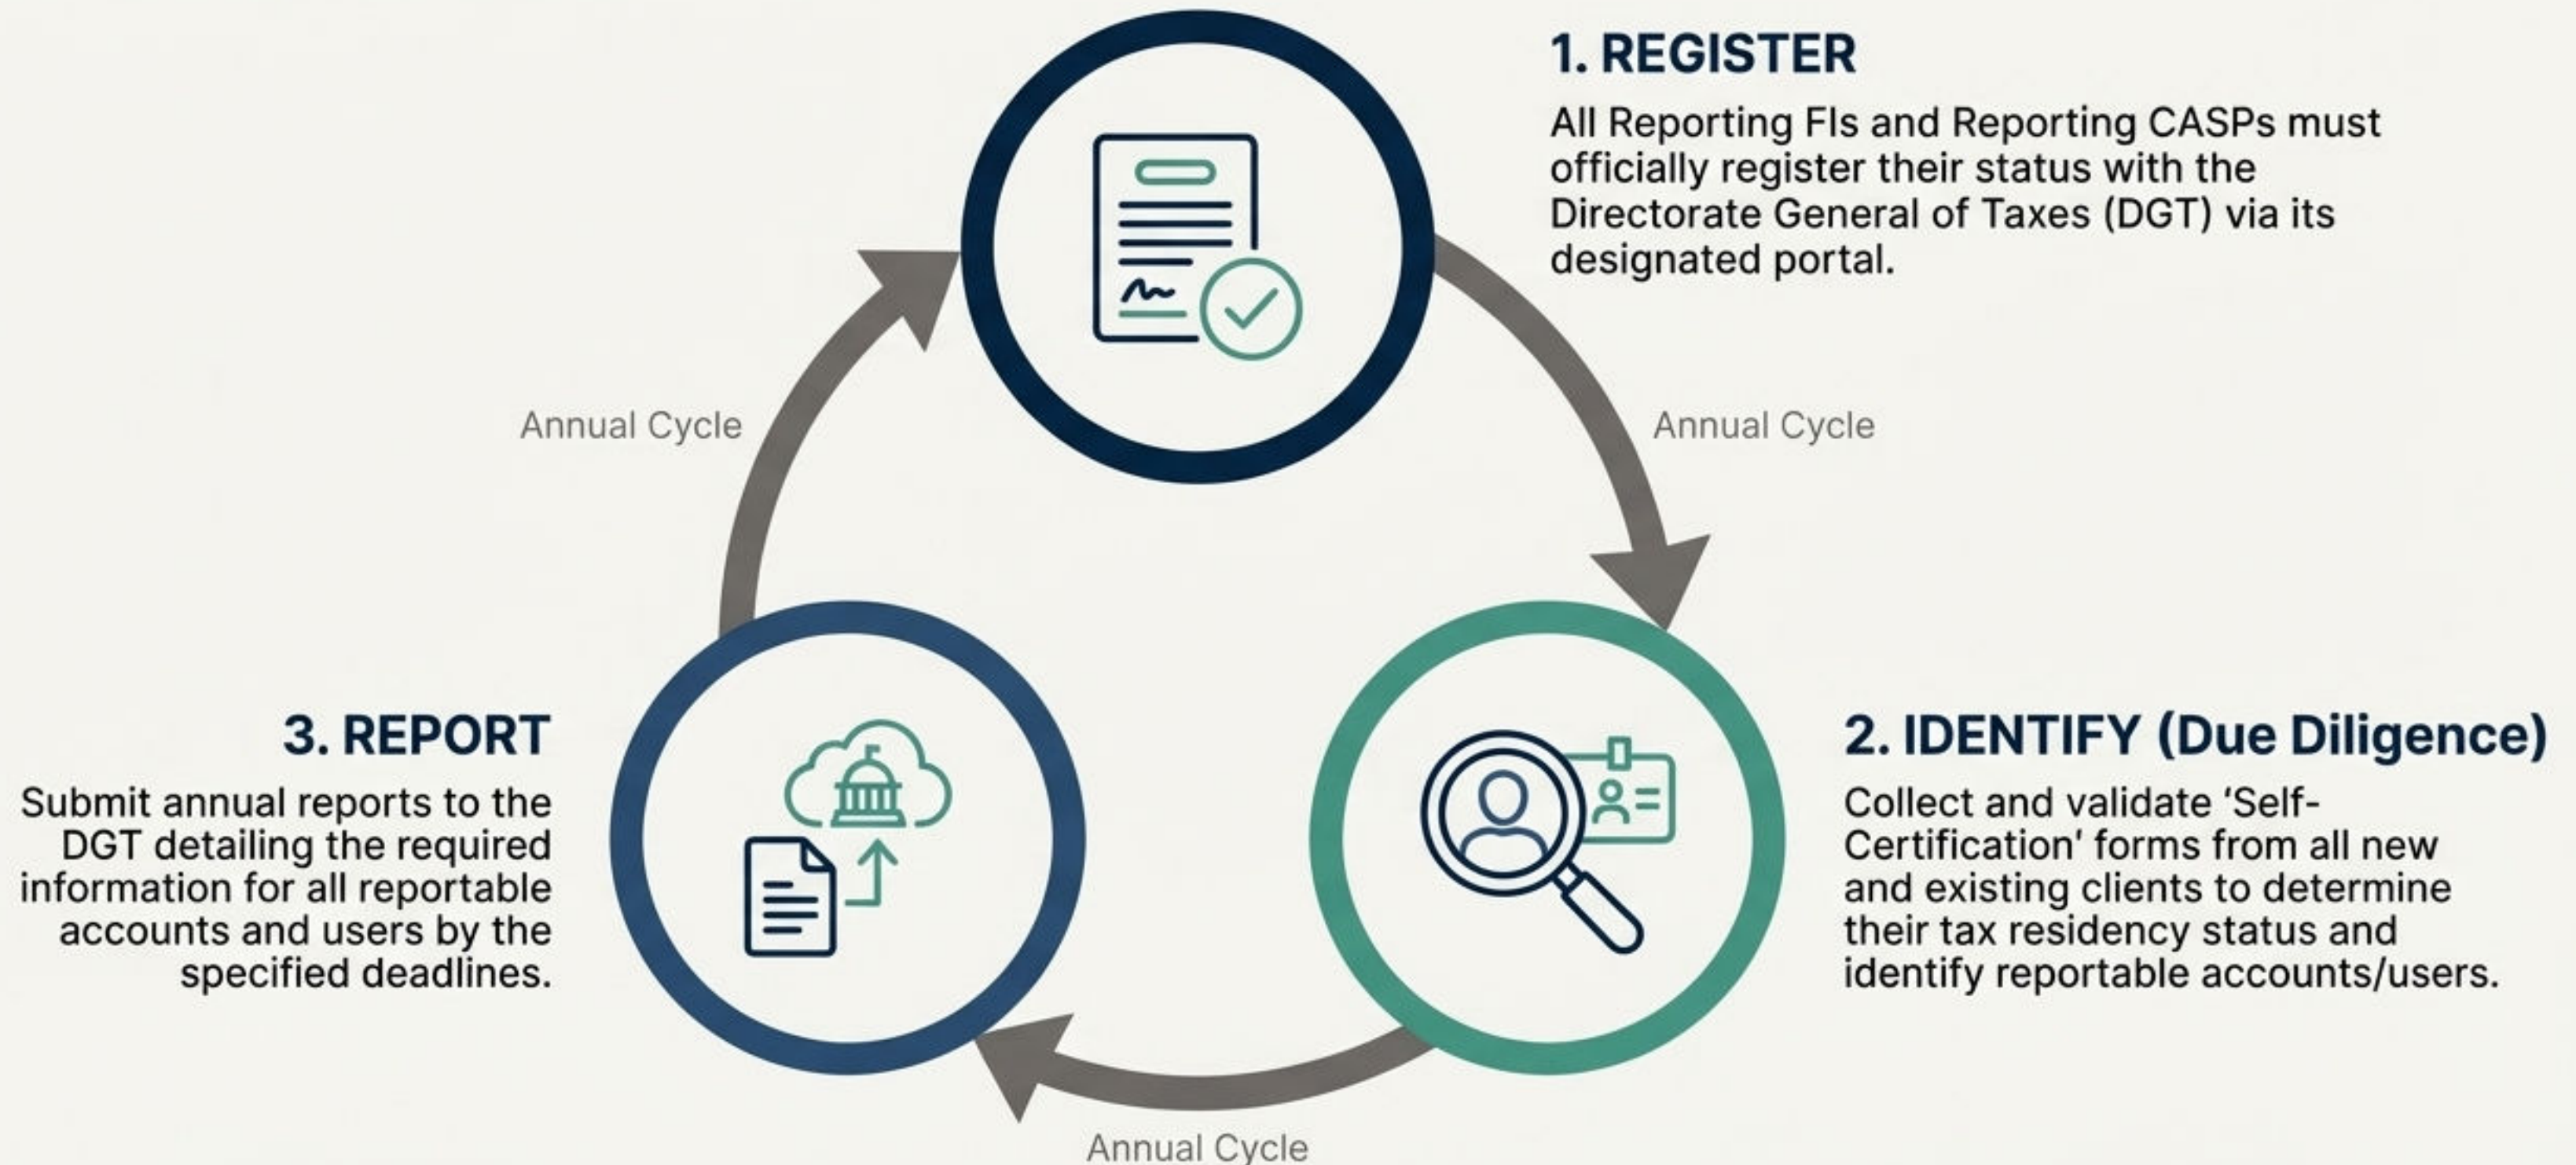 1. REGISTER
All Reporting FIs and Reporting CASPs must
officially register their status with the
Directorate General of Taxes (DGT) via its
designated portal.
Annual Cycle
Annual Cycle
3. REPORT
Submit annual reports to the
DGT detailing the required
information for all reportable
accounts and users by the
specified deadlines.
2. IDENTIFY (Due Diligence)
Collect and validate ‘Self-
Certification' forms from all new
and existing clients to determine
their tax residency status and
identify reportable accounts/users.
Annual Cycle